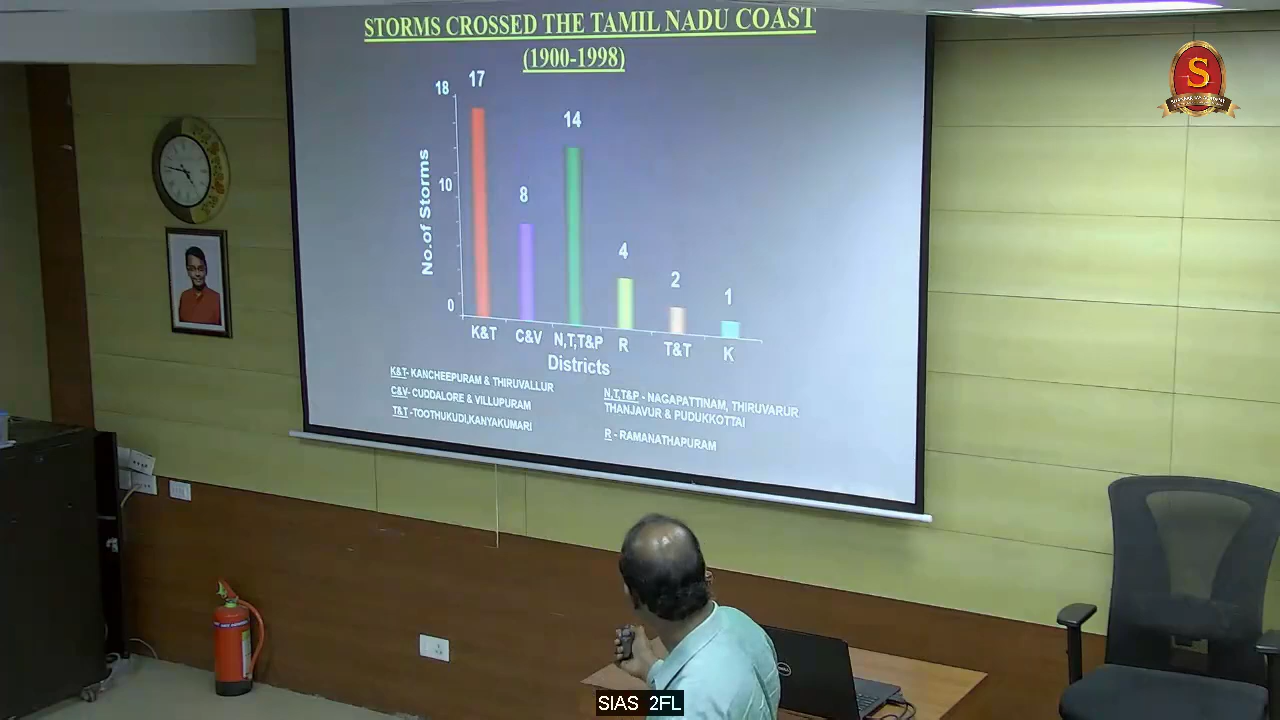 STORMS CROSSED THE TAMIL NADU COAST
(1900-1998)
18
17
14
8
10
4
2
1
0
No.of Storms
K&T
C&V
N,T,T&P
R
T&T
K
Districts
K&T- KANCHEEPURAM & THIRUVALLUR
C&V- CUDDALORE & VILLUPURAM
T&T -TOOTHUKUDI,KANYAKUMARI
N,T,T&P - NAGAPATTINAM, THIRUVARUR
THANJAVUR & PUDUKKOTTAI
R - RAMANATHAPURAM
S
DELL
SIAS 2FL